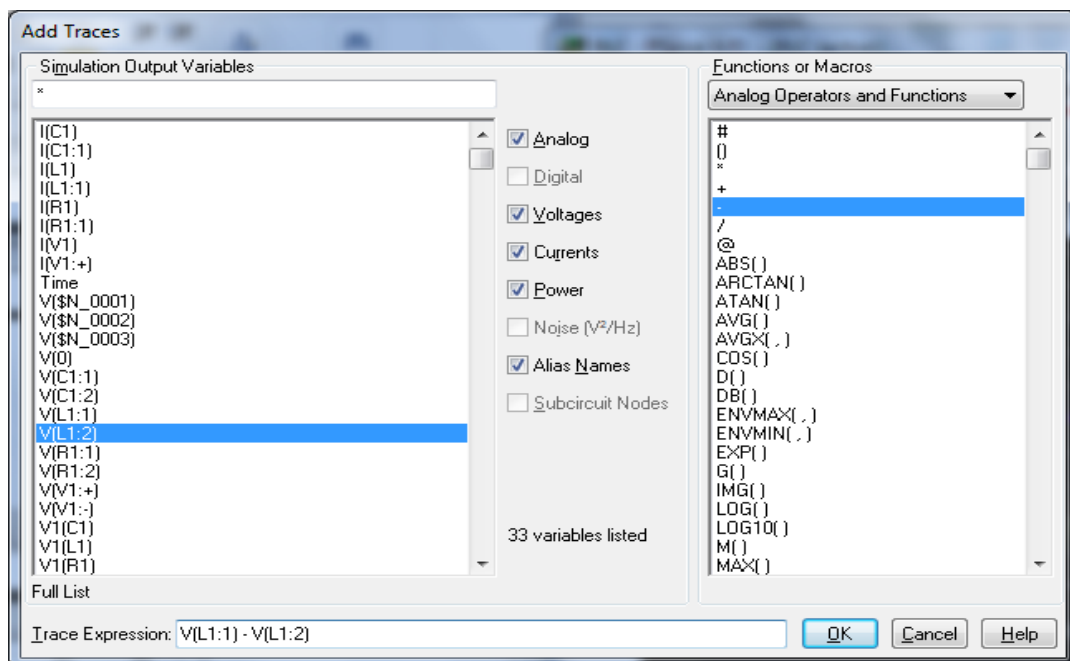 Add Traces
Simulation Output Variables
*
I(C1)
I(C1:1)
I(L1)
I(L1:1)
I(R1)
I(R1:1)
I(V1)
I(V1:+)
Time
V($N_0001)
V($N_0002)
V($N_0003)
V(0)
V(C1:1)
V(C1:2)
V(L1:1)
V(L1:2)
V(R1:1)
V(R1:2)
V(V1:+)
V(V1:-)
V1(C1)
V1(L1)
V1(R1)
Full List
Analog
Digital
Voltages
Currents
Power
Noise (V²/Hz)
Alias Names
Subcircuit Nodes
33 variables listed
Functions or Macros
Analog Operators and Functions
#
()
*
+
-
/
@
ABS( )
ARCTAN( )
ATAN( )
AVG( )
AVGX( , )
COS( )
D( )
DB( )
ENVMAX( , )
ENVMIN( , )
EXP( )
G( )
IMG( )
LOG( )
LOG10( )
M( )
MAX( )
Trace Expression: V(L1:1) - V(L1:2)
OK
Cancel
Help